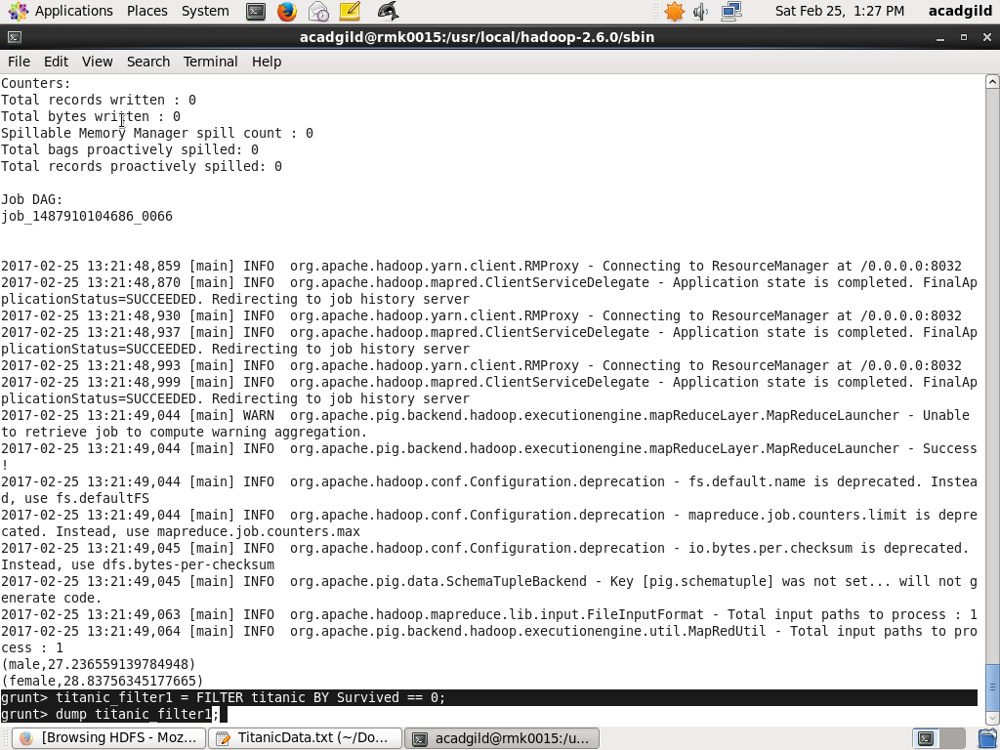 Applications Places System Sat Feb 25, 1:27 PM acadgild
acadgild@rmk0015:/usr/local/hadoop-2.6.0/sbin
File Edit View Search Terminal Help
Counters:
Total records written : 0
Total bytes written : 0
Spillable Memory Manager spill count : 0
Total bags proactively spilled: 0
Total records proactively spilled: 0
Job DAG:
job_1487910104686_0066
2017-02-25 13:21:48,859 [main] INFO  org.apache.hadoop.yarn.client.RMProxy - Connecting to ResourceManager at /0.0.0.0:8032
2017-02-25 13:21:48,870 [main] INFO  org.apache.hadoop.mapred.ClientServiceDelegate - Application state is completed. FinalAp
plicationStatus=SUCCEEDED. Redirecting to job history server
2017-02-25 13:21:48,930 [main] INFO  org.apache.hadoop.yarn.client.RMProxy - Connecting to ResourceManager at /0.0.0.0:8032
2017-02-25 13:21:48,937 [main] INFO  org.apache.hadoop.mapred.ClientServiceDelegate - Application state is completed. FinalAp
plicationStatus=SUCCEEDED. Redirecting to job history server
2017-02-25 13:21:48,993 [main] INFO  org.apache.hadoop.yarn.client.RMProxy - Connecting to ResourceManager at /0.0.0.0:8032
2017-02-25 13:21:48,999 [main] INFO  org.apache.hadoop.mapred.ClientServiceDelegate - Application state is completed. FinalAp
plicationStatus=SUCCEEDED. Redirecting to job history server
2017-02-25 13:21:49,044 [main] WARN  org.apache.pig.backend.hadoop.executionengine.mapReduceLayer.MapReduceLauncher - Unable
to retrieve job to compute warning aggregation.
2017-02-25 13:21:49,044 [main] INFO  org.apache.pig.backend.hadoop.executionengine.mapReduceLayer.MapReduceLauncher - Success
!
2017-02-25 13:21:49,044 [main] INFO  org.apache.hadoop.conf.Configuration.deprecation - fs.default.name is deprecated. Instea
d, use fs.defaultFS
2017-02-25 13:21:49,044 [main] INFO  org.apache.hadoop.conf.Configuration.deprecation - mapreduce.job.counters.limit is depre
cated. Instead, use mapreduce.job.counters.max
2017-02-25 13:21:49,045 [main] INFO  org.apache.hadoop.conf.Configuration.deprecation - io.bytes.per.checksum is deprecated.
Instead, use dfs.bytes-per-checksum
2017-02-25 13:21:49,045 [main] INFO  org.apache.pig.data.SchemaTupleBackend - Key [pig.schematuple] was not set... will not g
enerate code.
2017-02-25 13:21:49,063 [main] INFO  org.apache.hadoop.mapreduce.lib.input.FileInputFormat - Total input paths to process : 1
2017-02-25 13:21:49,064 [main] INFO  org.apache.pig.backend.hadoop.executionengine.util.MapRedUtil - Total input paths to pro
cess : 1
(male,27.236559139784948)
(female,28.83756345177665)
grunt> titanic_filter1 = FILTER titanic BY Survived == 0;
grunt> dump titanic_filter1;
[Browsing HDFS - Moz... TitanicData.txt (~/Do... acadgild@rmk0015:/u...